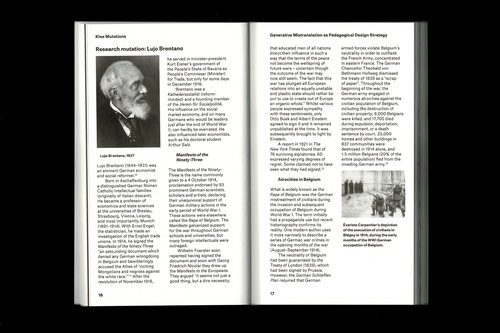 Klee Mutations
Research mutation: Lujo Brentano
Lujo Brentano, 1937
Lujo Brentano (1844-1931) was
an eminent German economist
and social reformer.
Born in Aschaffenburg into
a distinguished German Roman
Catholic intellectual families
(originally of Italian descent).
He became a professor of
economics and state sciences
at the universities of Breslau,
Strasbourg, Vienna, Leipzig,
and most importantly, Munich
(1891-1914). With Ernst Engel,
the statistician, he made an
investigation of the English trade
unions. In 1914, he signed the
Manifesto of the Ninety-Three
"an astounding document which
denied any German wrongdoing
in Belgium and bewilderingly
accused the Allies of 'inciting
Mongolians and negroes against
the white race.'" After the
revolution of November 1918,
he served in minister-president
Kurt Eisner's government of
the People's State of Bavaria as
People's Commissar (Minister)
for Trade, but only for some days
in December 1918.
Brentano was a
Kathedersozialist (reform-
minded) and a founding member
of the Verein für Socialpolitik.
His influence on the
social market economy, and on many
Germans who would be leaders
just after the end of World War
II, can hardly be overrated. He
also influenced later economists,
such as his doctoral student
Arthur Salz.
Manifesto of the
Ninety-Three
The Manifesto of the Ninety-
Three is the name commonly
given to a 4 October 1914,
proclamation endorsed by 93
prominent German scientists,
scholars and artists, declaring
their unequivocal support of
German military actions in the
early period of World War I.
These actions were elsewhere
called the Rape of Belgium. The
Manifesto galvanised support
for the war throughout German
schools and universities, but
many foreign intellectuals were
outraged.
Wilhelm Foerster soon
repented having signed the
document and soon with Georg
Friedrich Nicolai they drew up
the Manifesto to the Europeans.
They argued "It seems not just a
good thing, but a dire necessity,
16
Generative Mistranslation as Pedagogical Design Strategy
that educated men of all nations
direct their influence in such a
way that the terms of the peace
not become the wellspring of
future wars – uncertain though
the outcome of the war may
now still seem. The fact that this
war has plunged all European
relations into an equally unstable
and plastic state should rather be
put to use to create out of Europe
an organic whole." Whilst various
people expressed sympathy
with these sentiments, only
Otto Buek and Albert Einstein
agreed to sign it and it remained
unpublished at the time. It was
subsequently brought to light by
Einstein.
A report in 1921 in The
New York Times found that of
76 surviving signatories, 60
expressed varying degrees of
regret. Some claimed not to have
seen what they had signed.
Atrocities in Belgium
What is widely known as the
Rape of Belgium was the German
mistreatment of civilians during
the invasion and subsequent
occupation of Belgium during
World War I. The term initially
had a propaganda use but recent
historiography confirms its
reality. One modern author uses
it more narrowly to describe a
series of German war crimes in
the opening months of the war
(August–September 1914).
The neutrality of Belgium
had been guaranteed by the
Treaty of London (1839), which
had been signed by Prussia.
However, the German Schlieffen
Plan required that German
armed forces violate Belgium's
neutrality in order to outflank
the French Army, concentrated
in eastern France. The German
Chancellor Theobald von
Bethmann Hollweg dismissed
the treaty of 1839 as a "scrap
of paper". Throughout the
beginning of the war, the
German army engaged in
numerous atrocities against the
civilian population of Belgium,
including the destruction of
civilian property; 6,000 Belgians
were killed, and 17,700 died
during expulsion, deportation,
imprisonment, or a death
sentence by court. 25,000
homes and other buildings in
837 communities were
destroyed in 1914 alone, and
1.5 million Belgians (20% of the
entire population) fled from the
invading German army.
Evariste Carpentier's depiction
of the execution of civilians in
Blégny in 1914, during the early
months of the WWI German
occupation of Belgium.
17